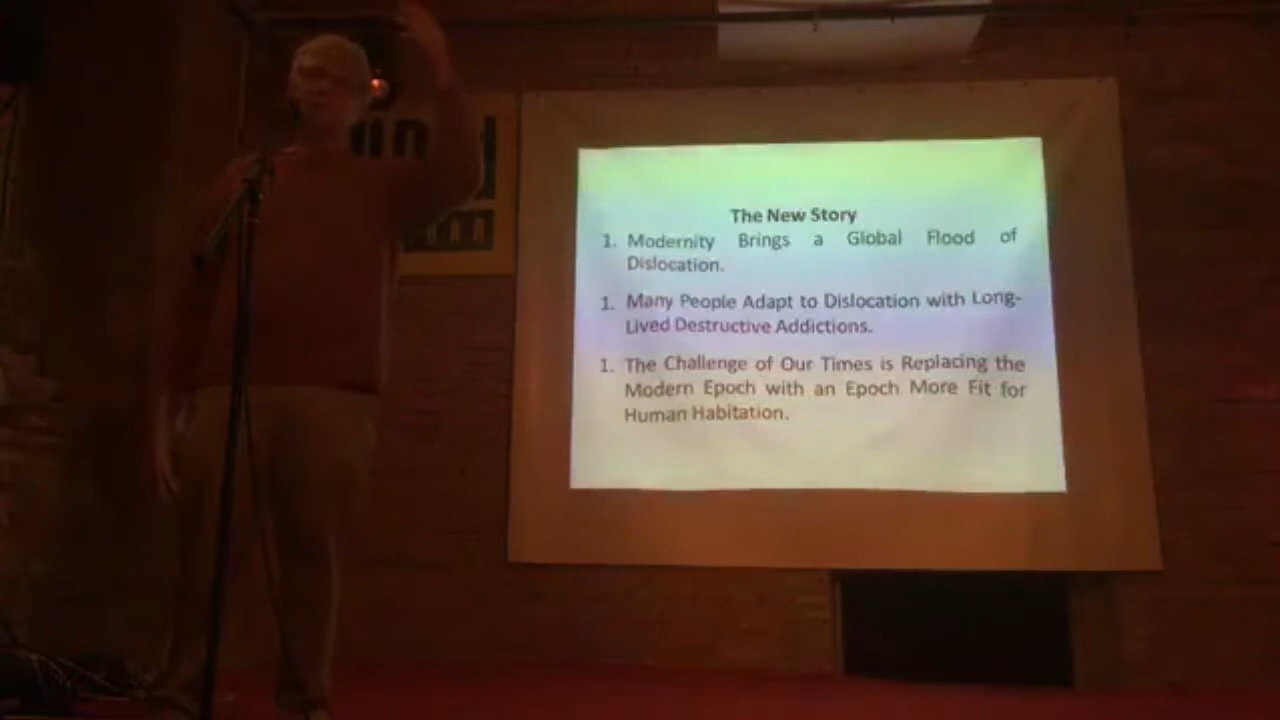 The New Story
1. Modernity Brings a Global Flood of
Dislocation.
1. Many People Adapt to Dislocation with Long-
Lived Destructive Addictions.
1. The Challenge of Our Times is Replacing the
Modern Epoch with an Epoch More Fit for
Human Habitation.